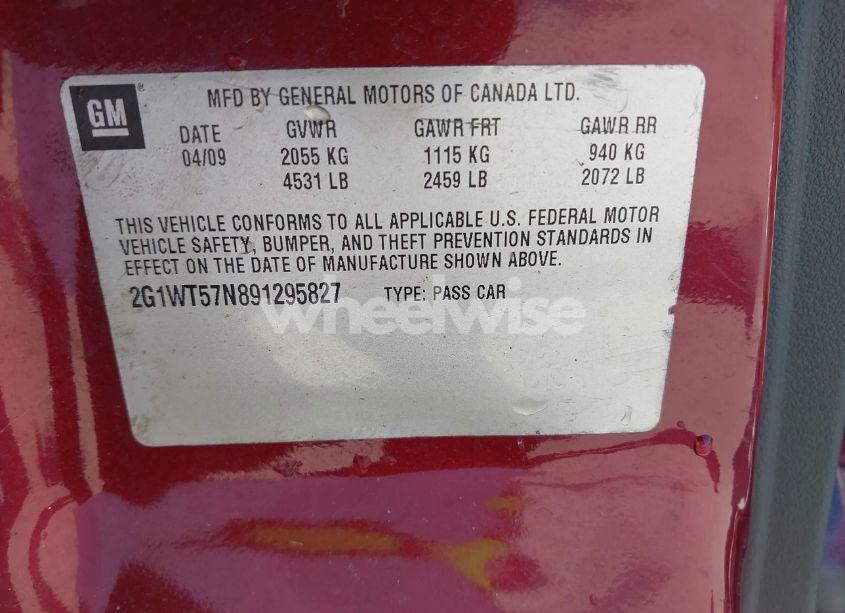 GM
MFD BY GENERAL MOTORS OF CANADA LTD.
DATE GVWR GAWR FRT GAWR RR
04/09 2055 KG 1115 KG 940 KG
4531 LB 2459 LB 2072 LB
THIS VEHICLE CONFORMS TO ALL APPLICABLE U.S. FEDERAL MOTOR
VEHICLE SAFETY, BUMPER, AND THEFT PREVENTION STANDARDS IN
EFFECT ON THE DATE OF MANUFACTURE SHOWN ABOVE.
2G1WT57N891295827 TYPE: PASS CAR
wheelwise